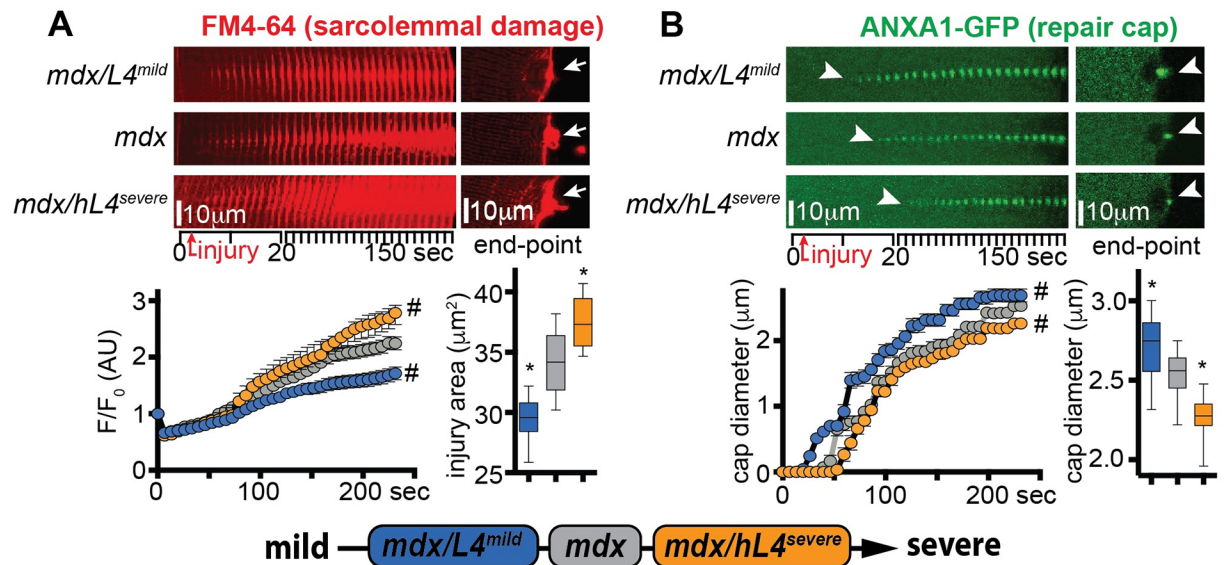 A
FM4-64 (sarcolemmal damage)
mdx/L4mild
mdx
mdx/hL4severe
10μm
10μm
0
injury
20
150 sec
end-point
F/F0 (AU)
3
2
1
0
#
#
0
100
200 sec
injury area (μm2)
40
35
30
25
*
*
B
ANXA1-GFP (repair cap)
mdx/L4mild
mdx
mdx/hL4severe
10μm
10μm
0
injury
20
150 sec
end-point
cap diameter (μm)
2
1
0
#
#
0
100
200 sec
cap diameter (μm)
3.0
2.5
2.0
*
*
mild mdx/L4mild mdx mdx/hL4severe severe